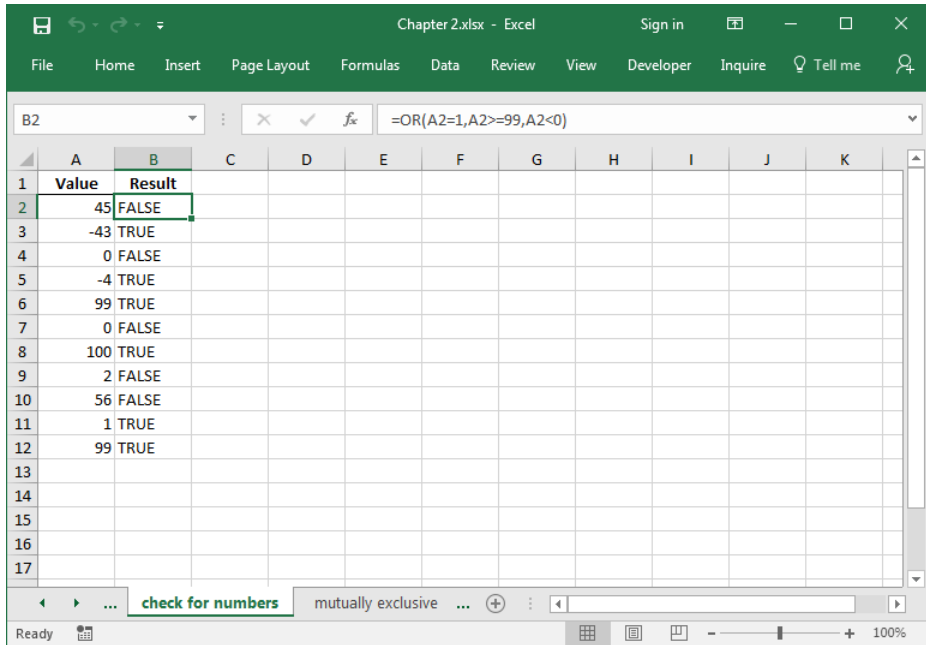 Chapter 2.xlsx - Excel Sign in
File Home Insert Page Layout Formulas Data Review View Developer Inquire Tell me
B2 fx =OR(A2=1,A2>=99,A2<0)
A B C D E F G H I J K
1 Value Result
2 45 FALSE
3 -43 TRUE
4 0 FALSE
5 -4 TRUE
6 99 TRUE
7 0 FALSE
8 100 TRUE
9 2 FALSE
10 56 FALSE
11 1 TRUE
12 99 TRUE
13
14
15
16
17
... check for numbers mutually exclusive ...
Ready 100%